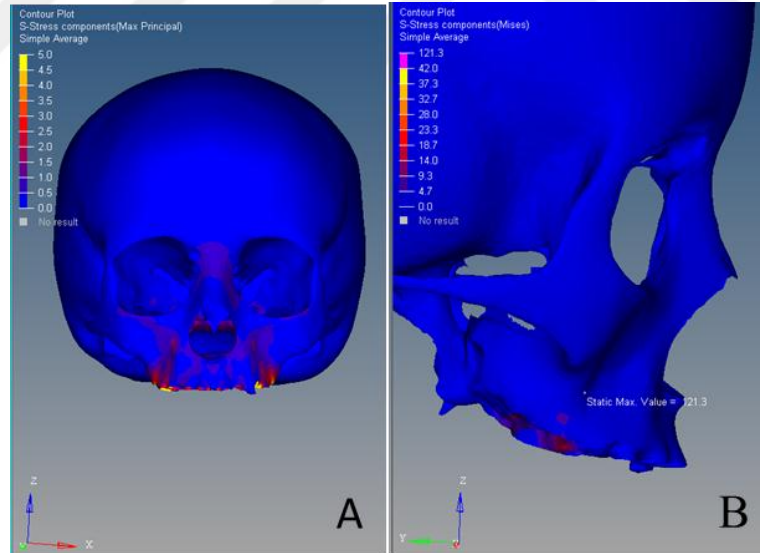 Contour Plot
S-Stress components(Max Principal)
Simple Average
5.0
4.5
4.0
3.5
3.0
2.5
2.0
1.5
1.0
0.5
0.0
No result
Z
X
A
Contour Plot
S-Stress components(Mises)
Simple Average
121.3
42.0
37.3
32.7
28.0
23.3
18.7
14.0
9.3
4.7
0.0
No result
Static Max. Value = 121.3
Z
Y
B